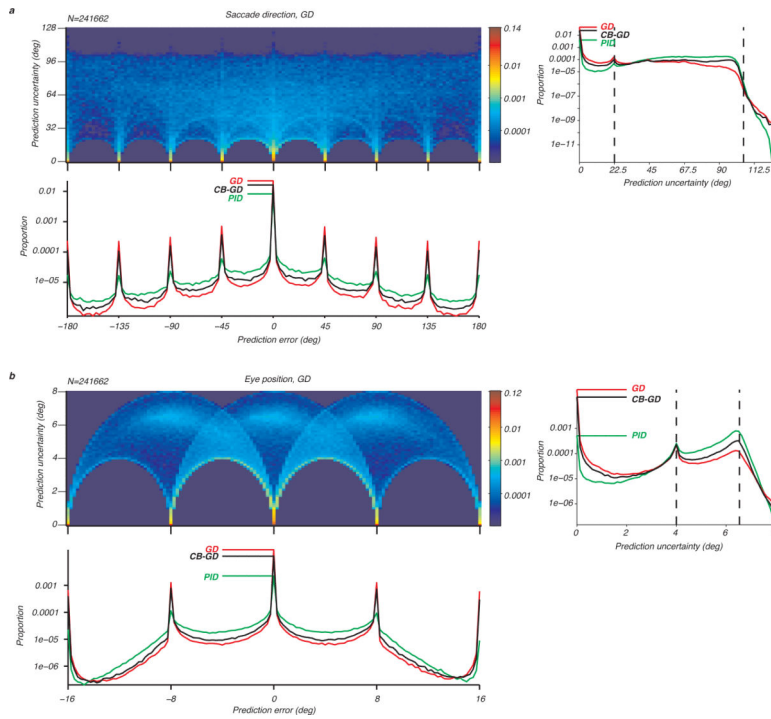 a
N=241662
Saccade direction, GD
Prediction uncertainty (deg)
128
96
64
32
0
0.14
0.01
0.001
0.0001
Proportion
0.01
0.001
0.0001
1e−05
GD
CB-GD
PID
−180
−135
−90
−45
0
45
90
135
180
Prediction error (deg)
Proportion
0.01
0.0001
1e−05
1e−07
1e−09
1e−11
GD
CB-GD
PID
0
22.5
45
67.5
90
112.5
Prediction uncertainty (deg)
b
N=241662
Eye position, GD
Prediction uncertainty (deg)
8
6
4
2
0
0.12
0.01
0.001
0.0001
Proportion
0.001
0.0001
1e−05
1e−06
GD
CB-GD
PID
−16
−8
0
8
16
Prediction error (deg)
Proportion
0.001
0.0001
1e−05
1e−06
GD
CB-GD
PID
0
2
4
6
Prediction uncertainty (deg)